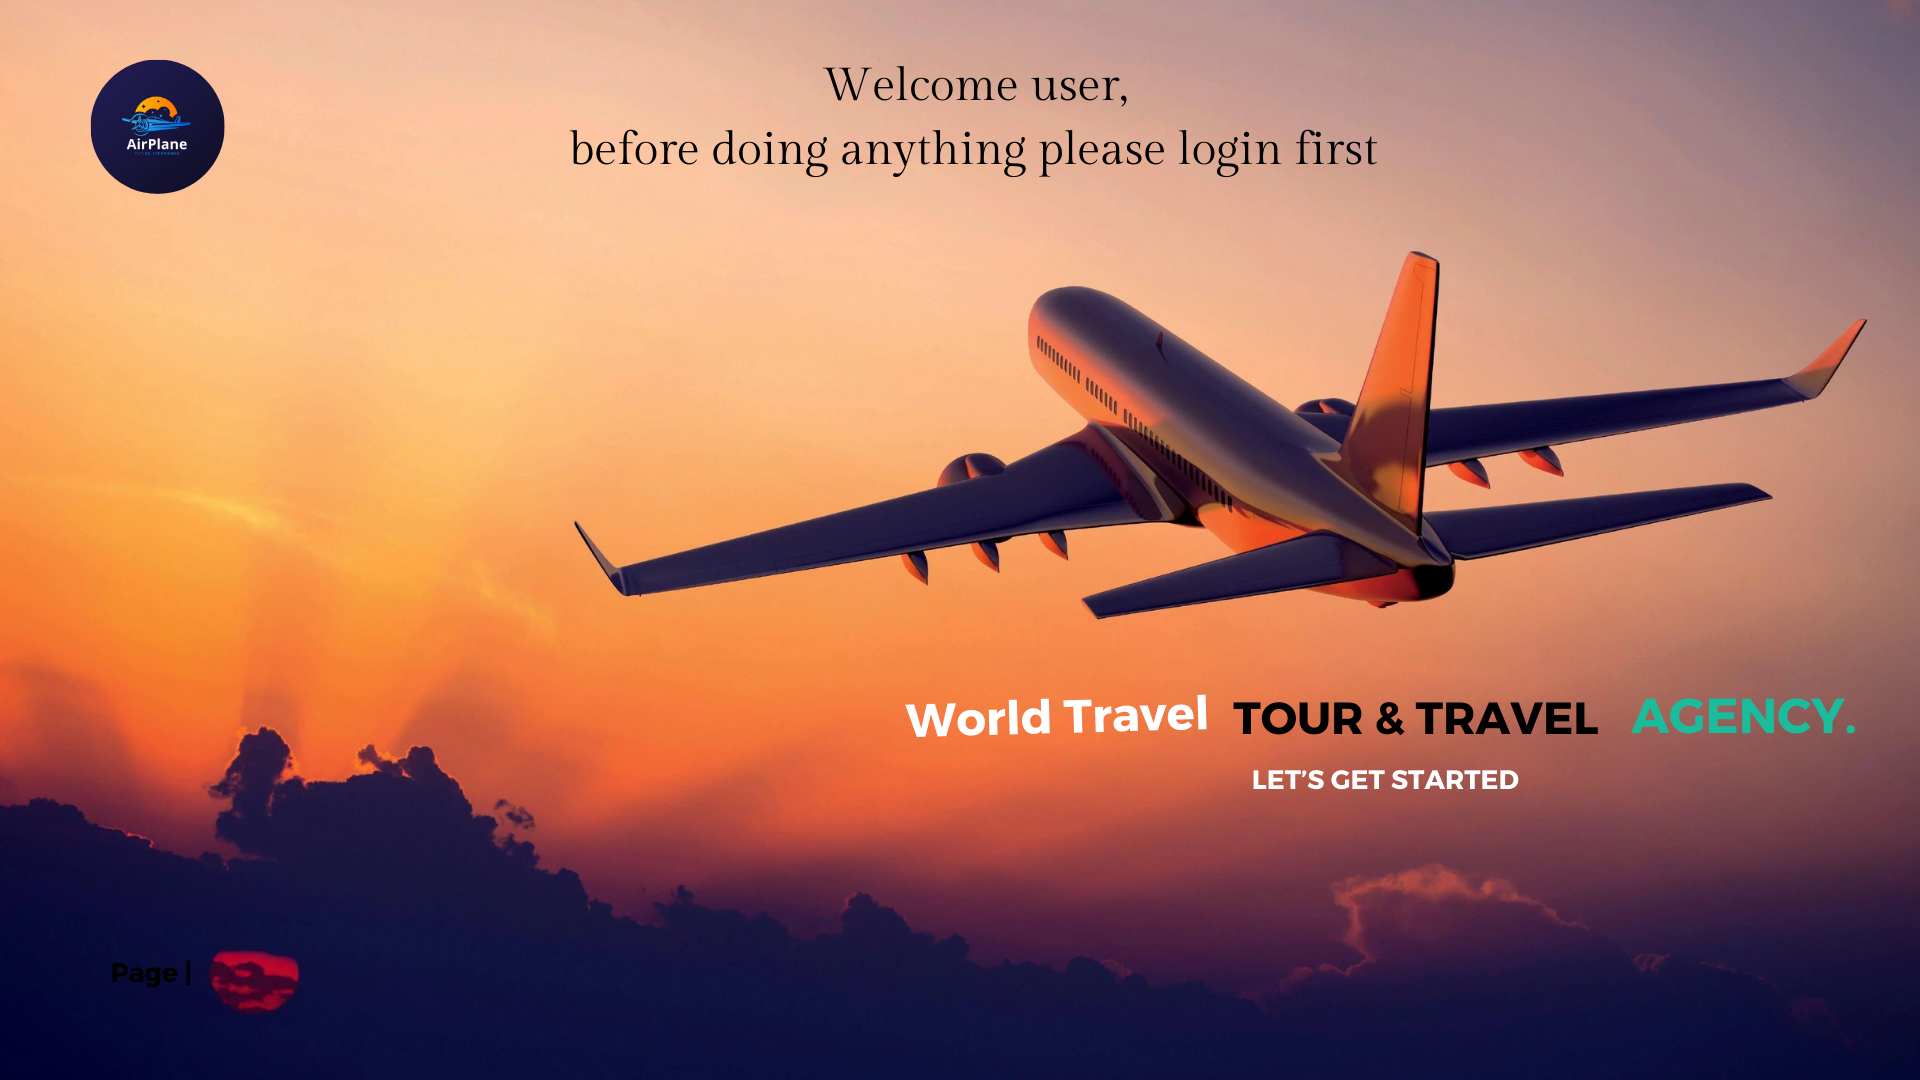 Welcome user,
before doing anything please login first
AirPlane
World Travel TOUR & TRAVEL AGENCY.
LET'S GET STARTED
Page |